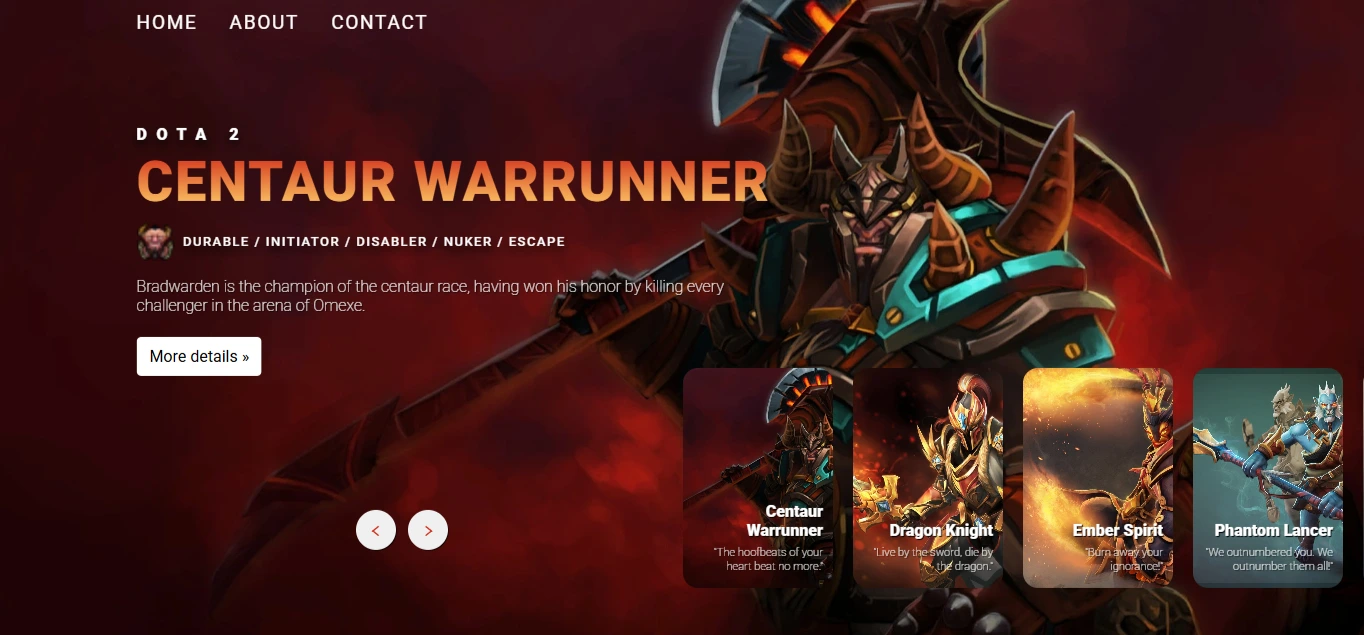 HOME ABOUT CONTACT
DOTA 2
CENTAUR WARRUNNER
DURABLE / INITIATOR / DISABLER / NUKER / ESCAPE
Bradwarden is the champion of the centaur race, having won his honor by killing every
challenger in the arena of Omexe.
More details »
< >
Centaur
Warrunner
"The hoofbeats of your
heart beat no more."
Dragon Knight
"Live by the sword, die by
the dragon."
Ember Spirit
"Burn away your
ignorance!"
Phantom Lancer
"We outnumbered you. We
outnumber them all!"